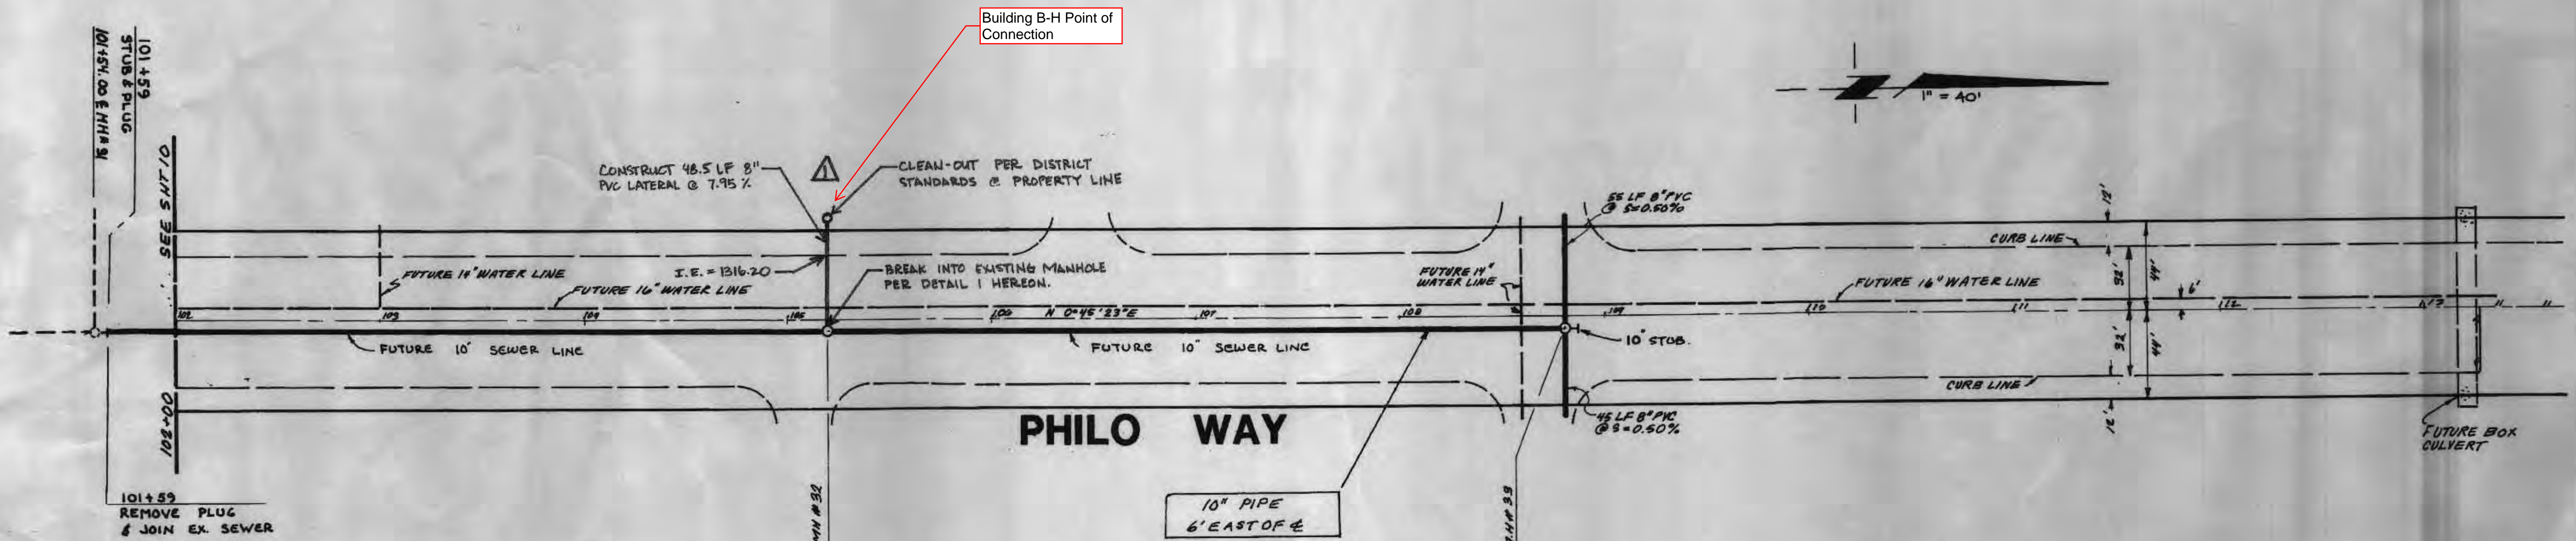 Building B-H Point of
Connection
101+59
STUB & PLUG
101+54.00 ℄ MH#31
SEE SHT 10
102+00
101+59
REMOVE PLUG
& JOIN EX. SEWER
CONSTRUCT 48.5 LF 8"
PVC LATERAL @ 7.95 %
1
CLEAN-OUT PER DISTRICT
STANDARDS @ PROPERTY LINE
I.E. = 1316.20
BREAK INTO EXISTING MANHOLE
PER DETAIL 1 HEREON.
FUTURE 14" WATER LINE
FUTURE 16" WATER LINE
102
103
104
105
106
N 0°45'23"E
107
108
109
110
111
112
113
FUTURE 10" SEWER LINE
FUTURE 10" SEWER LINE
FUTURE 14"
WATER LINE
55 LF 8" PVC
@ S=0.50%
10" STUB.
45 LF 8" PVC
@ S=0.50%
1" = 40'
CURB LINE
FUTURE 16" WATER LINE
CURB LINE
12'
32'
44'
6'
32'
44'
12'
FUTURE BOX
CULVERT
PHILO WAY
10" PIPE
6' EAST OF ℄
MH #32
M.H# 33